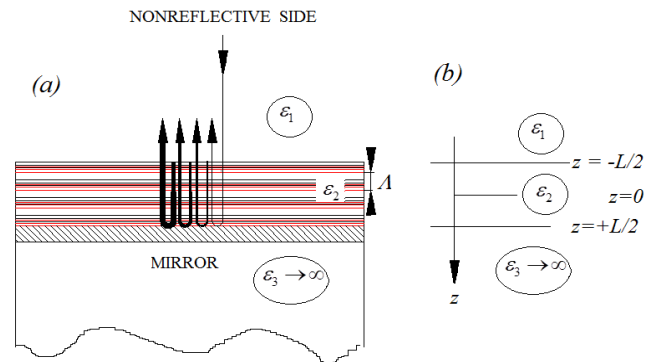 NONREFLECTIVE SIDE
(a)
ε₁
ε₂
Λ
MIRROR
ε₃ → ∞
(b)
ε₁
z = -L/2
ε₂
z=0
z=+L/2
ε₃ → ∞
z